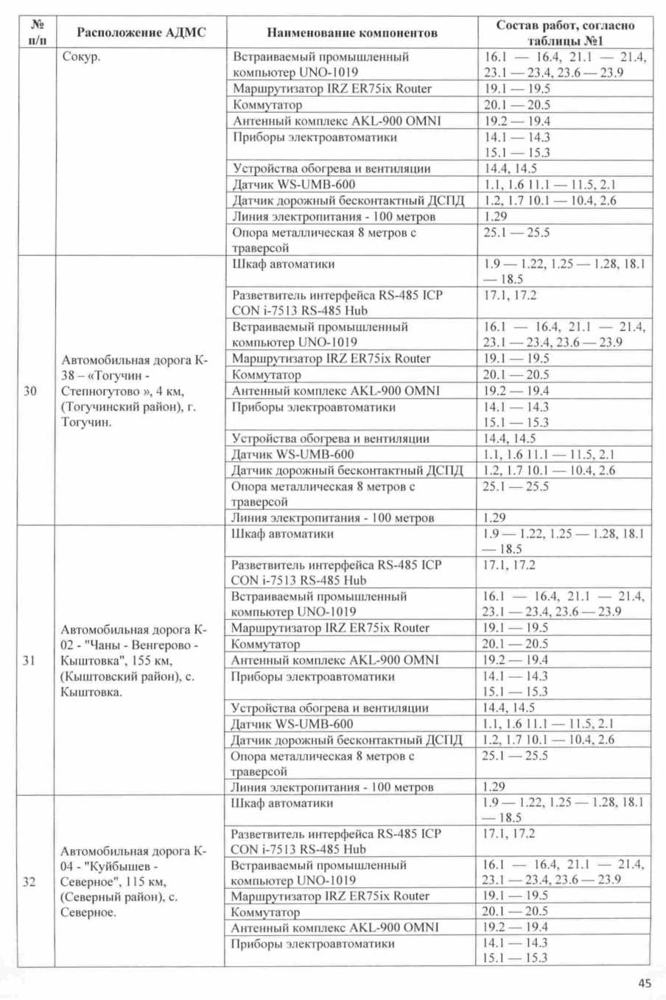 №
п/п
Расположение АДМС
Наименование компонентов
Состав работ, согласно
таблицы №1
Сокур.
Встраиваемый промышленный
компьютер UNO-1019
16.1 — 16.4, 21.1 — 21.4,
23.1 — 23.4, 23.6 — 23.9
Маршрутизатор IRZ ER75ix Router
19.1 — 19.5
Коммутатор
20.1 — 20.5
Антенный комплекс AKL-900 OMNI
19.2 — 19.4
Приборы электроавтоматики
14.1 — 14.3
15.1 — 15.3
Устройства обогрева и вентиляции
14.4, 14.5
Датчик WS-UMB-600
1.1, 1.6 11.1 — 11.5, 2.1
Датчик дорожный бесконтактный ДСПД
1.2, 1.7 10.1 — 10.4, 2.6
Линия электропитания - 100 метров
1.29
Опора металлическая 8 метров с
траверсой
25.1 — 25.5
30
Автомобильная дорога К-
38 – «Тогучин -
Степногутово », 4 км,
(Тогучинский район), г.
Тогучин.
Шкаф автоматики
1.9 — 1.22, 1.25 — 1.28, 18.1
— 18.5
Разветвитель интерфейса RS-485 ICP
CON i-7513 RS-485 Hub
17.1, 17.2
Встраиваемый промышленный
компьютер UNO-1019
16.1 — 16.4, 21.1 — 21.4,
23.1 — 23.4, 23.6 — 23.9
Маршрутизатор IRZ ER75ix Router
19.1 — 19.5
Коммутатор
20.1 — 20.5
Антенный комплекс AKL-900 OMNI
19.2 — 19.4
Приборы электроавтоматики
14.1 — 14.3
15.1 — 15.3
Устройства обогрева и вентиляции
14.4, 14.5
Датчик WS-UMB-600
1.1, 1.6 11.1 — 11.5, 2.1
Датчик дорожный бесконтактный ДСПД
1.2, 1.7 10.1 — 10.4, 2.6
Опора металлическая 8 метров с
траверсой
25.1 — 25.5
Линия электропитания - 100 метров
1.29
31
Автомобильная дорога К-
02 - "Чаны - Венгерово -
Кыштовка", 155 км,
(Кыштовский район), с.
Кыштовка.
Шкаф автоматики
1.9 — 1.22, 1.25 — 1.28, 18.1
— 18.5
Разветвитель интерфейса RS-485 ICP
CON i-7513 RS-485 Hub
17.1, 17.2
Встраиваемый промышленный
компьютер UNO-1019
16.1 — 16.4, 21.1 — 21.4,
23.1 — 23.4, 23.6 — 23.9
Маршрутизатор IRZ ER75ix Router
19.1 — 19.5
Коммутатор
20.1 — 20.5
Антенный комплекс AKL-900 OMNI
19.2 — 19.4
Приборы электроавтоматики
14.1 — 14.3
15.1 — 15.3
Устройства обогрева и вентиляции
14.4, 14.5
Датчик WS-UMB-600
1.1, 1.6 11.1 — 11.5, 2.1
Датчик дорожный бесконтактный ДСПД
1.2, 1.7 10.1 — 10.4, 2.6
Опора металлическая 8 метров с
траверсой
25.1 — 25.5
Линия электропитания - 100 метров
1.29
32
Автомобильная дорога К-
04 - "Куйбышев -
Северное", 115 км,
(Северный район), с.
Северное.
Шкаф автоматики
1.9 — 1.22, 1.25 — 1.28, 18.1
— 18.5
Разветвитель интерфейса RS-485 ICP
CON i-7513 RS-485 Hub
17.1, 17.2
Встраиваемый промышленный
компьютер UNO-1019
16.1 — 16.4, 21.1 — 21.4,
23.1 — 23.4, 23.6 — 23.9
Маршрутизатор IRZ ER75ix Router
19.1 — 19.5
Коммутатор
20.1 — 20.5
Антенный комплекс AKL-900 OMNI
19.2 — 19.4
Приборы электроавтоматики
14.1 — 14.3
15.1 — 15.3
45